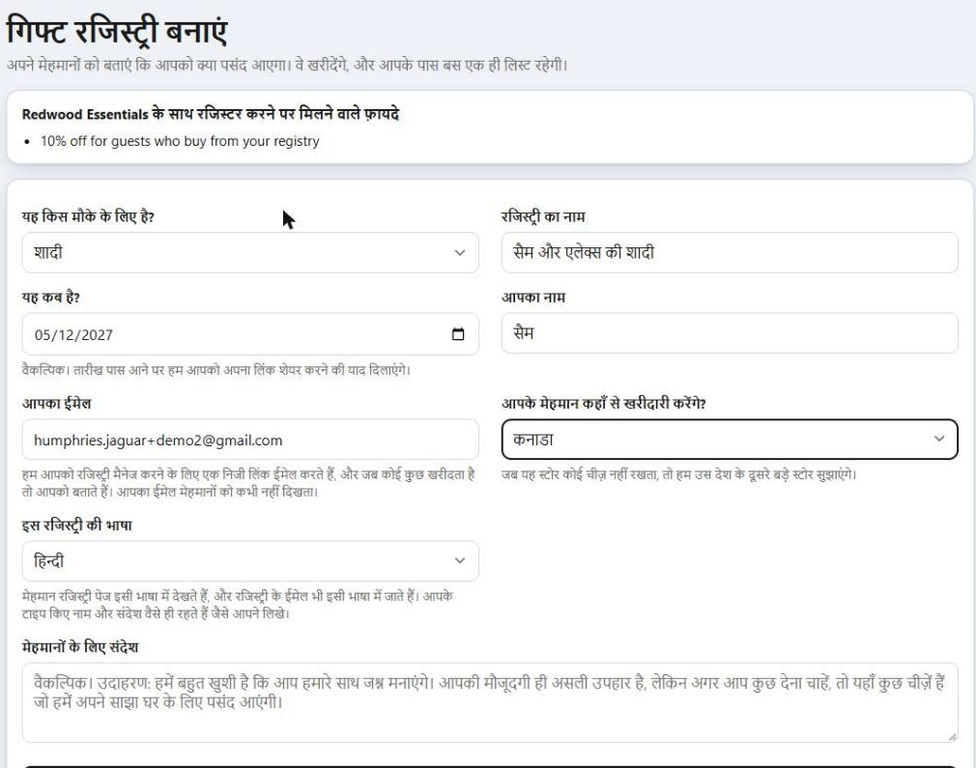 गिफ्ट रजिस्ट्री बनाएं
अपने मेहमानों को बताएं कि आपको क्या पसंद आएगा। वे खरीदेंगे, और आपके पास बस एक ही लिस्ट रहेगी।
Redwood Essentials के साथ रजिस्टर करने पर मिलने वाले फ़ायदे
• 10% off for guests who buy from your registry
यह किस मौके के लिए है?
शादी
रजिस्ट्री का नाम
सैम और एलेक्स की शादी
यह कब है?
05/12/2027
वैकल्पिक। तारीख पास आने पर हम आपको अपना लिंक शेयर करने की याद दिलाएंगे।
आपका नाम
सैम
आपका ईमेल
humphries.jaguar+demo2@gmail.com
हम आपको रजिस्ट्री मैनेज करने के लिए एक निजी लिंक ईमेल करते हैं, और जब कोई कुछ खरीदता है
तो आपको बताते हैं। आपका ईमेल मेहमानों को कभी नहीं दिखता।
आपके मेहमान कहाँ से खरीदारी करेंगे?
कनाडा
जब यह स्टोर कोई चीज़ नहीं रखता, तो हम उस देश के दूसरे बड़े स्टोर सुझाएंगे।
इस रजिस्ट्री की भाषा
हिन्दी
मेहमान रजिस्ट्री पेज इसी भाषा में देखते हैं, और रजिस्ट्री के ईमेल भी इसी भाषा में जाते हैं। आपके
टाइप किए नाम और संदेश वैसे ही रहते हैं जैसे आपने लिखे।
मेहमानों के लिए संदेश
वैकल्पिक। उदाहरण: हमें बहुत खुशी है कि आप हमारे साथ जश्न मनाएंगे। आपकी मौजूदगी ही असली उपहार है, लेकिन अगर आप कुछ देना चाहें, तो यहाँ कुछ चीज़ें हैं
जो हमें अपने साझा घर के लिए पसंद आएंगी।